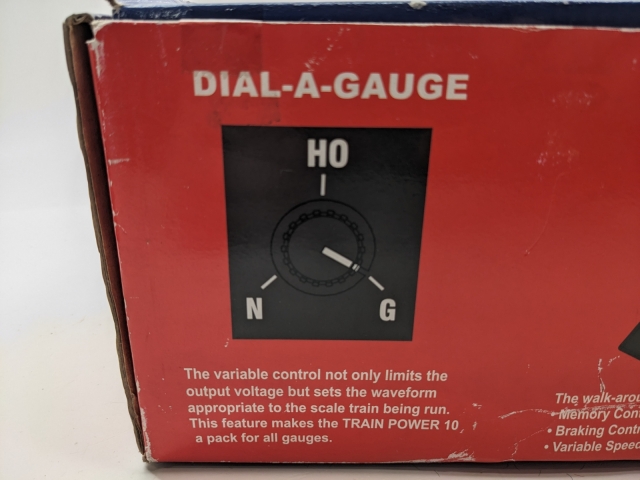 DIAL-A-GAUGE
HO
N
G
The variable control not only limits the
output voltage but sets the waveform
appropriate to the scale train being run.
This feature makes the TRAIN POWER 10
a pack for all gauges.
The walk-arou
• Memory Cont
• Braking Contr
• Variable Speed